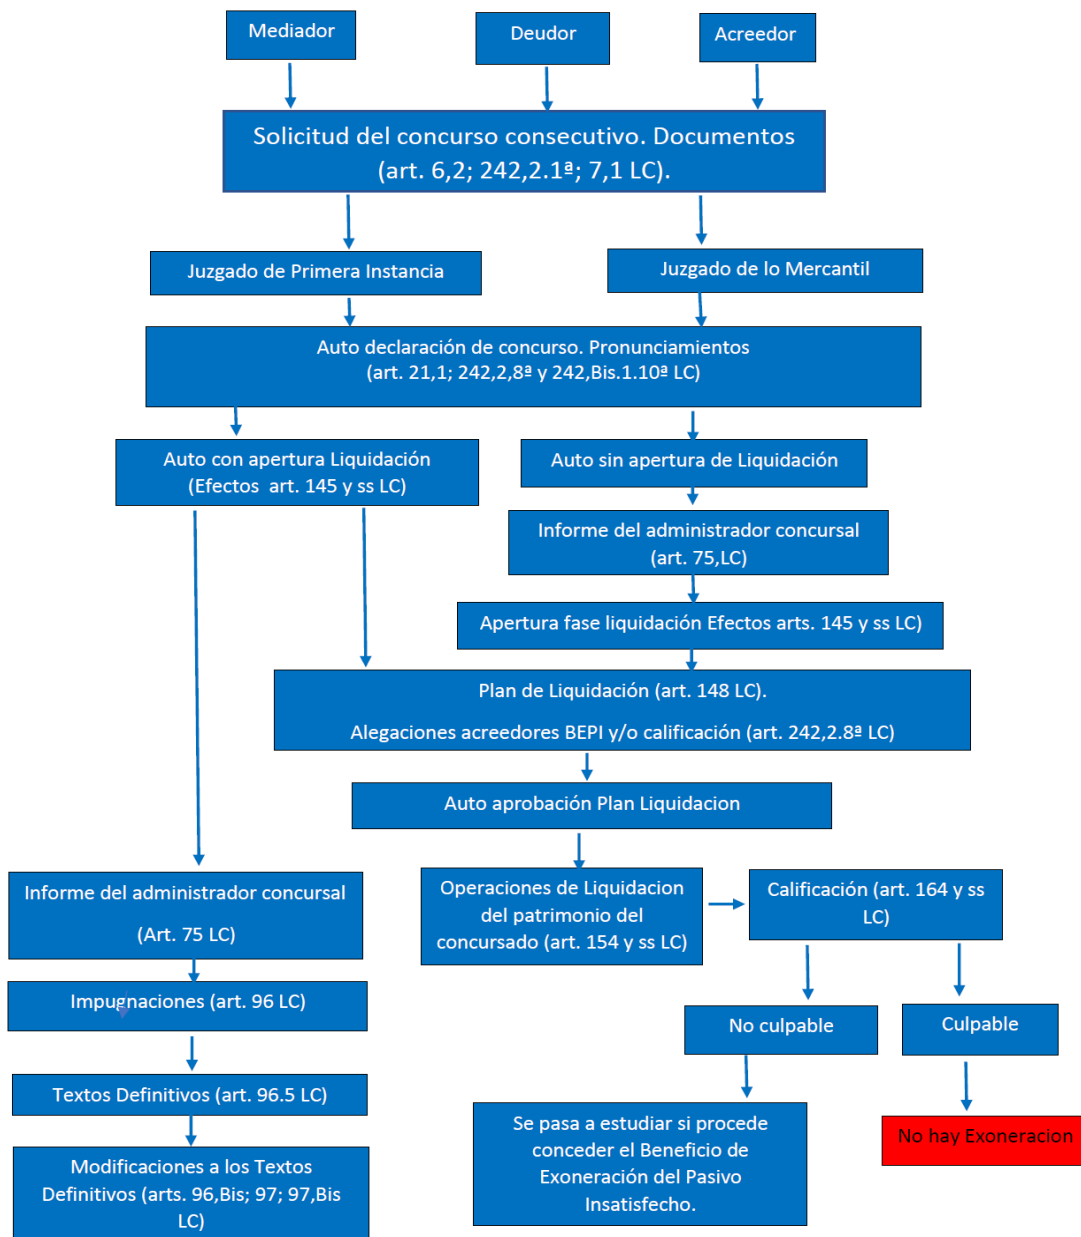 Mediador
Deudor
Acreedor
Solicitud del concurso consecutivo. Documentos
(art. 6,2; 242,2.1ª; 7,1 LC).
Juzgado de Primera Instancia
Juzgado de lo Mercantil
Auto declaración de concurso. Pronunciamientos
(art. 21,1; 242,2,8ª y 242,Bis.1.10ª LC)
Auto con apertura Liquidación
(Efectos art. 145 y ss LC)
Auto sin apertura de Liquidación
Informe del administrador concursal
(art. 75,LC)
Apertura fase liquidación Efectos arts. 145 y ss LC)
Plan de Liquidación (art. 148 LC).
Alegaciones acreedores BEPI y/o calificación (art. 242,2.8ª LC)
Auto aprobación Plan Liquidacion
Informe del administrador concursal
(Art. 75 LC)
Operaciones de Liquidacion
del patrimonio del
concursado (art. 154 y ss LC)
Calificación (art. 164 y ss
LC)
Impugnaciones (art. 96 LC)
No culpable
Culpable
Textos Definitivos (art. 96.5 LC)
Se pasa a estudiar si procede
conceder el Beneficio de
Exoneración del Pasivo
Insatisfecho.
No hay Exoneracion
Modificaciones a los Textos
Definitivos (arts. 96,Bis; 97; 97,Bis
LC)